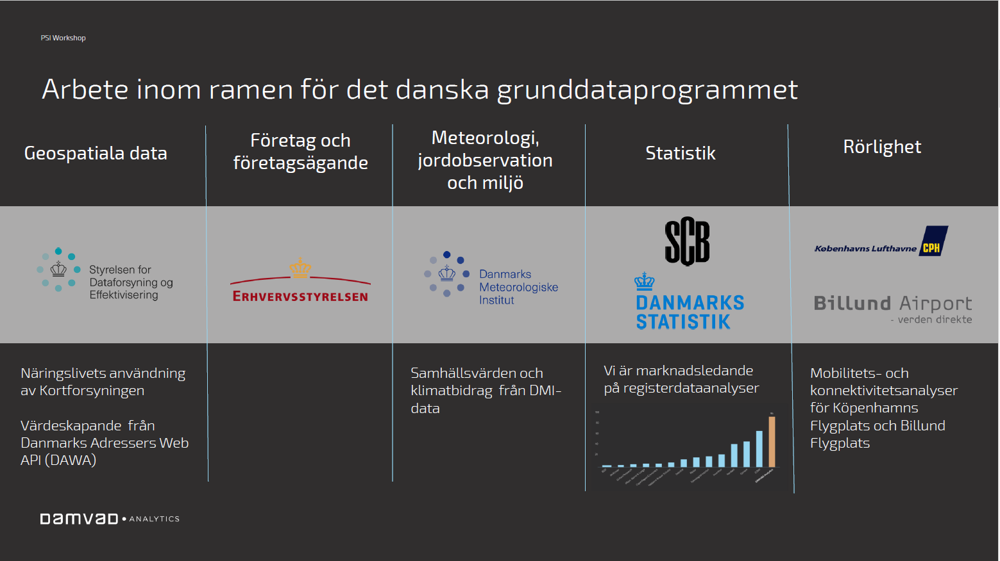 PSI Workshop
Arbete inom ramen för det danska grunddataprogrammet
Geospatiala data
Företag och
företagsägande
Meteorologi,
jordobservation
och miljö
Statistik
Rörlighet
Styrelsen for
Dataforsyning og
Effektivisering
ERHVERVSSTYRELSEN
Danmarks
Meteorologiske
Institut
SCB
DANMARKS
STATISTIK
Københavns Lufthavne CPH
Billund Airport
- verden direkte
Näringslivets användning
av Kortforsyningen
Värdeskapande  från
Danmarks Adressers Web
API (DAWA)
Samhällsvärden och
klimatbidrag  från DMI-
data
Vi är marknadsledande
på registerdataanalyser
Mobilitets- och
konnektivitetsanalyser
för Köpenhamns
Flygplats och Billund
Flygplats
DAMVAD • ANALYTICS